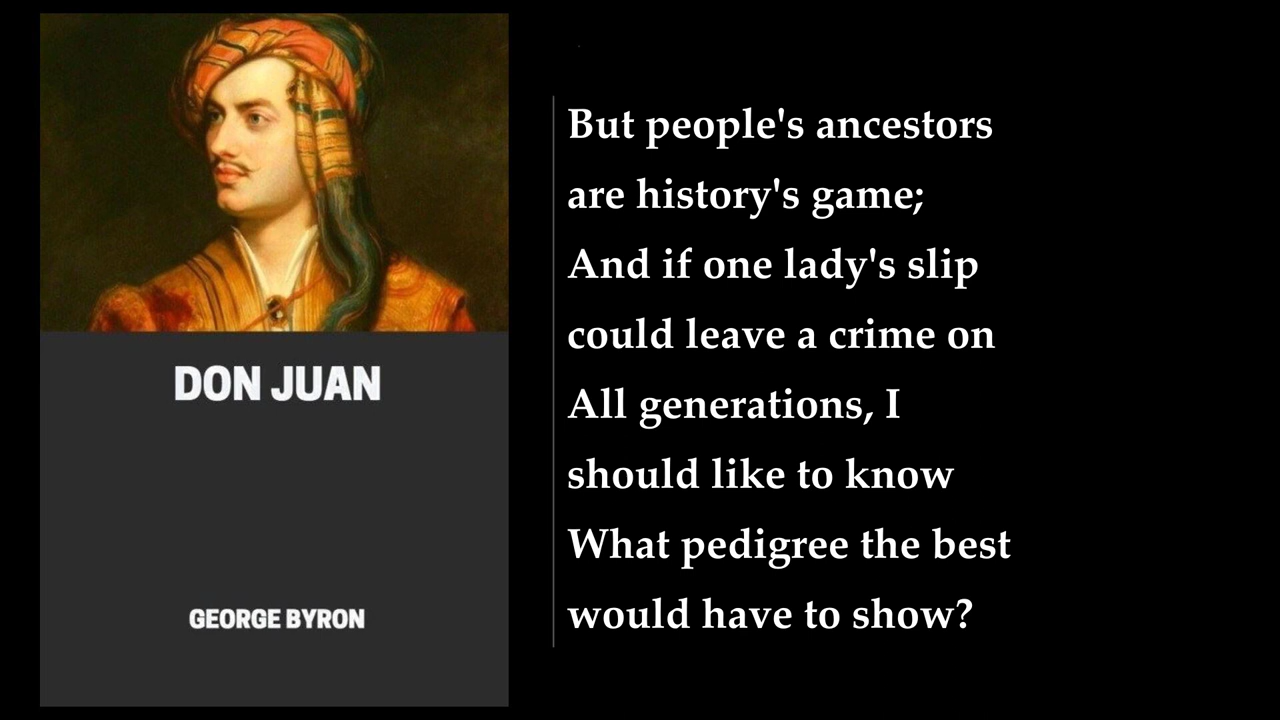 DON JUAN
GEORGE BYRON
But people's ancestors
are history's game;
And if one lady's slip
could leave a crime on
All generations, I
should like to know
What pedigree the best
would have to show?